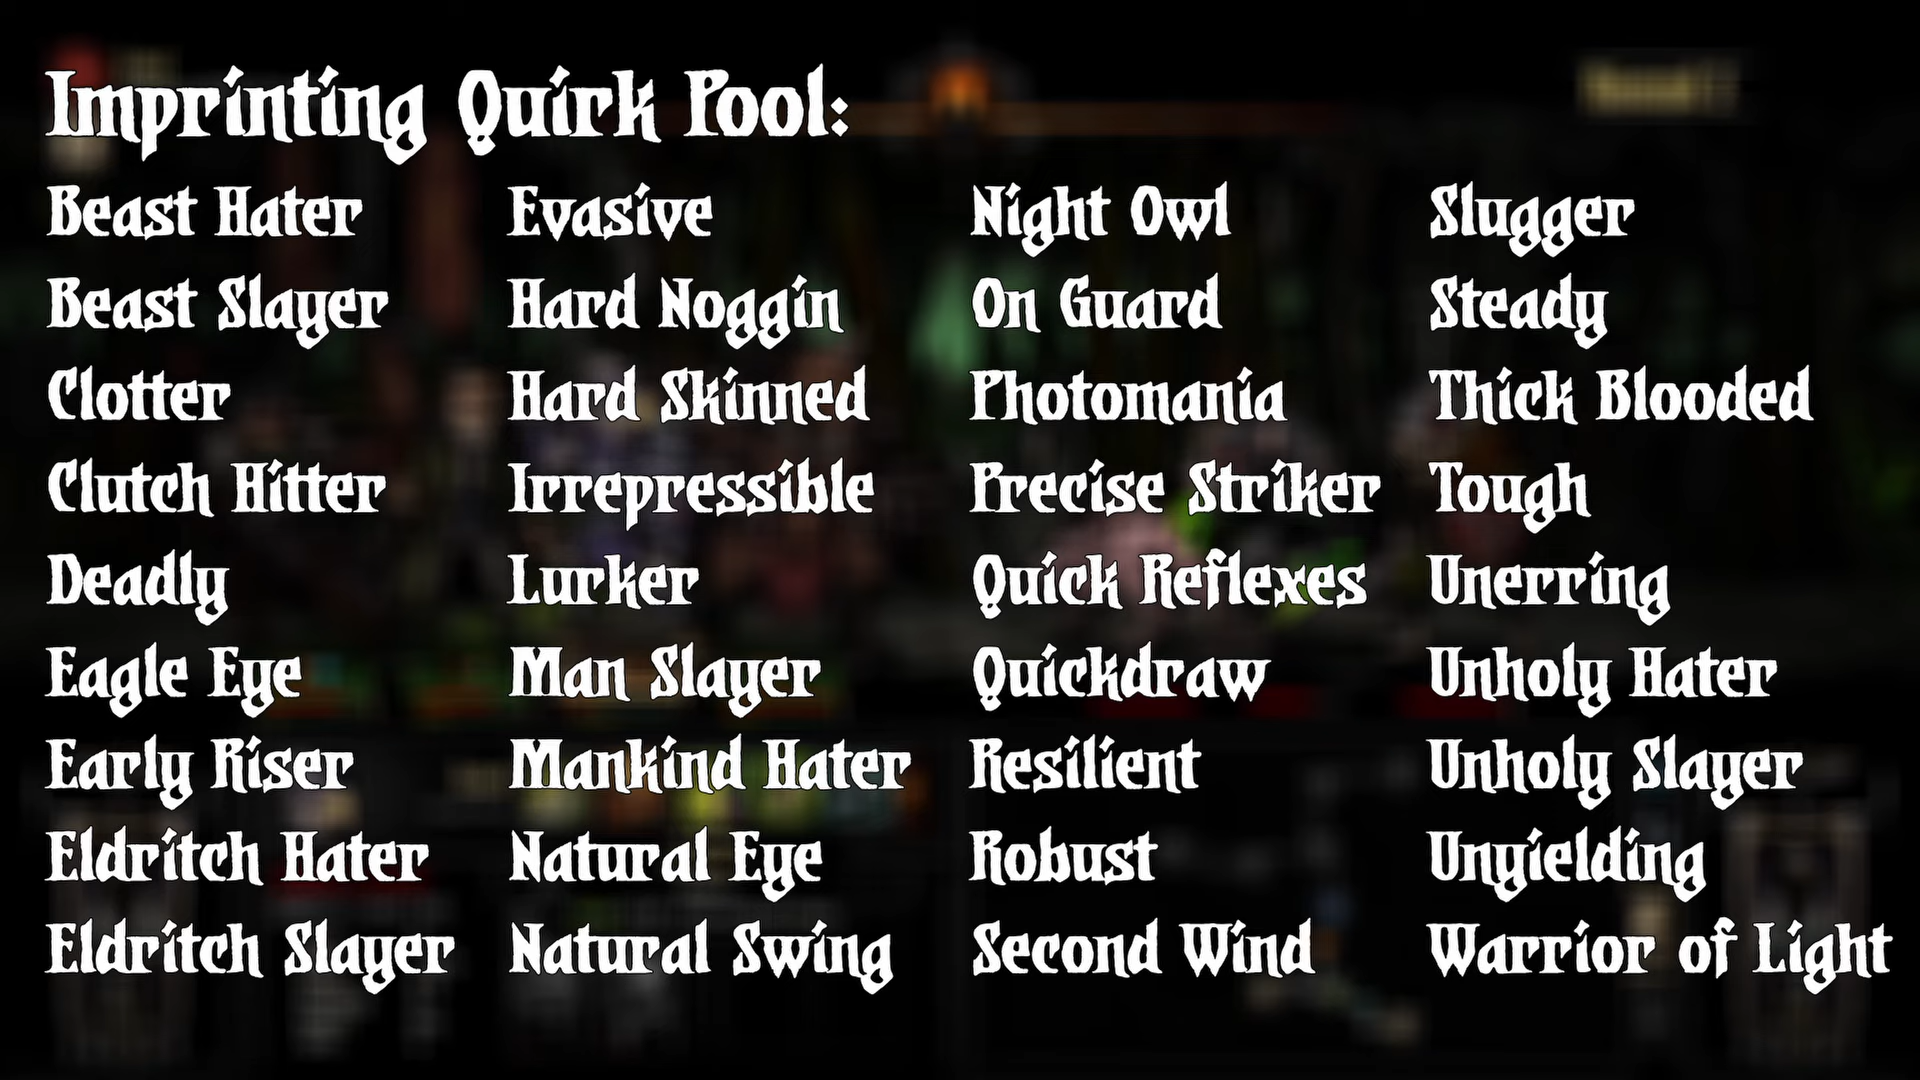 Imprinting Quirk Pool:
Beast Hater
Beast Slayer
Clotter
Clutch Hitter
Deadly
Eagle Eye
Early Riser
Eldritch Hater
Eldritch Slayer
Evasive
Hard Noggin
Hard Skinned
Irrepressible
Lurker
Man Slayer
Mankind Hater
Natural Eye
Natural Swing
Night Owl
On Guard
Photomania
Precise Striker
Quick Reflexes
Quickdraw
Resilient
Robust
Second Wind
Slugger
Steady
Thick Blooded
Tough
Unerring
Unholy Hater
Unholy Slayer
Unyielding
Warrior of Light